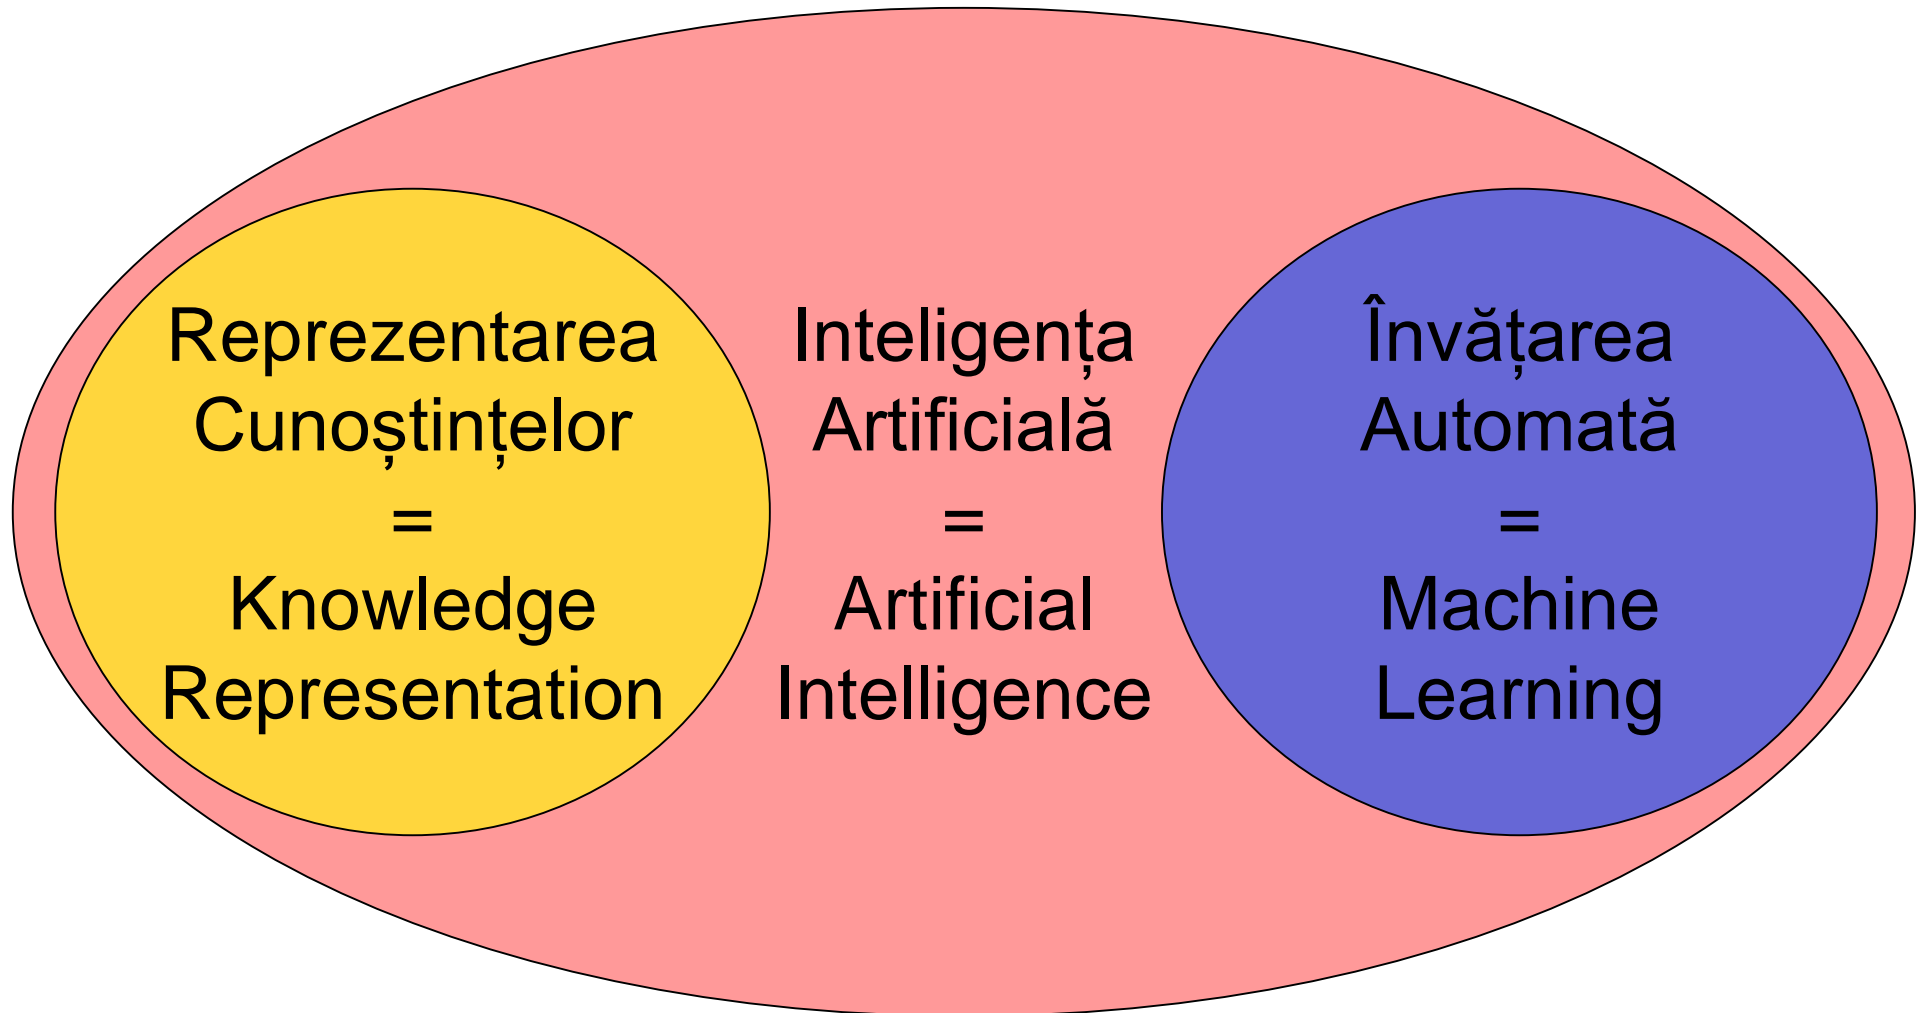 Reprezentarea
Cunoștințelor
=
Knowledge
Representation
Inteligența
Artificială
=
Artificial
Intelligence
Învățarea
Automată
=
Machine
Learning